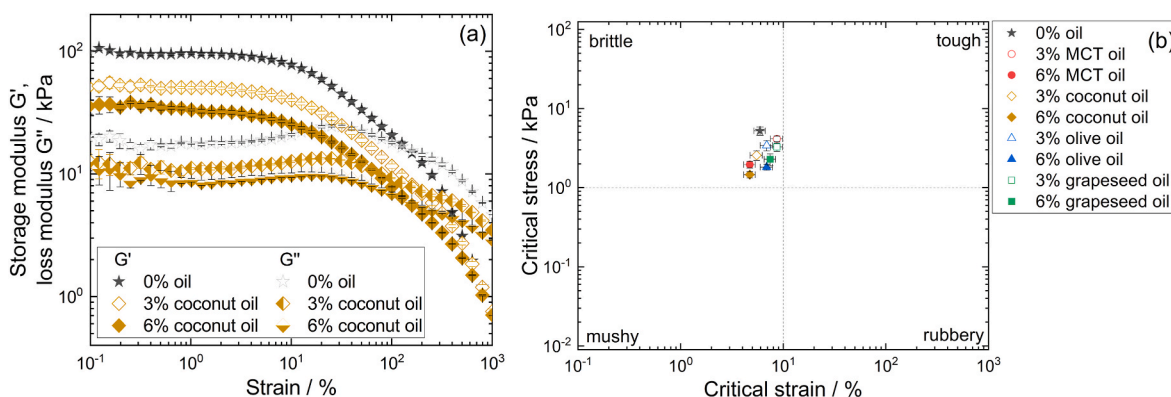 (a)
Storage modulus G',
loss modulus G'' / kPa
10²
10¹
10⁰
G' G''
0% oil 0% oil
3% coconut oil 3% coconut oil
6% coconut oil 6% coconut oil
10⁻¹ 10⁰ 10¹ 10² 10³
Strain / %
(b)
brittle tough
mushy rubbery
Critical stress / kPa
10²
10¹
10⁰
10⁻¹
10⁻²
10⁻¹ 10⁰ 10¹ 10² 10³
Critical strain / %
0% oil
3% MCT oil
6% MCT oil
3% coconut oil
6% coconut oil
3% olive oil
6% olive oil
3% grapeseed oil
6% grapeseed oil